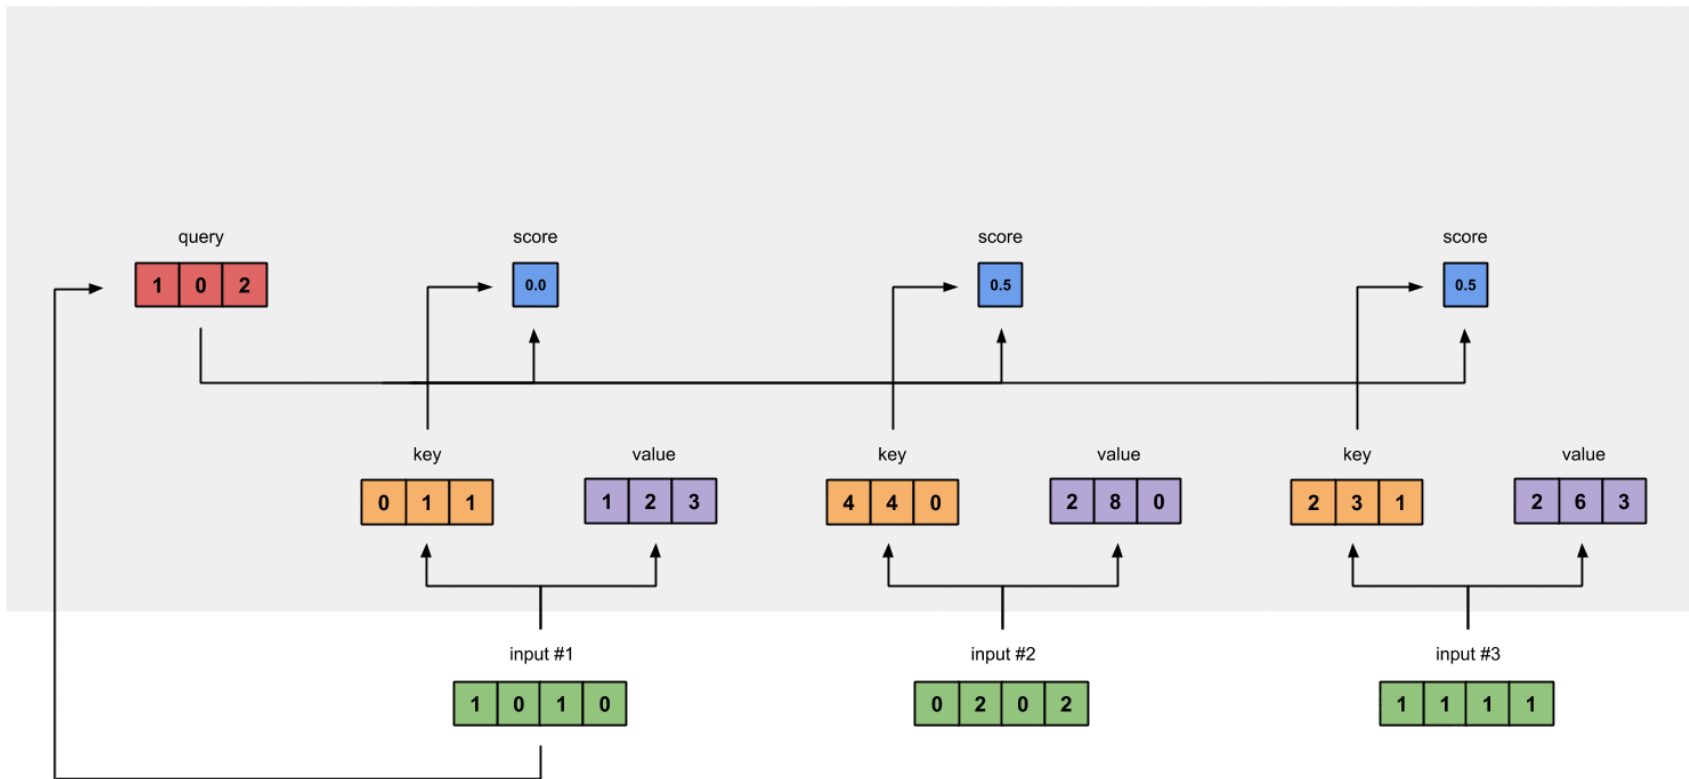 query score score score
1 0 2 0.0 0.5 0.5
key value key value key value
0 1 1 1 2 3 4 4 0 2 8 0 2 3 1 2 6 3
input #1 input #2 input #3
1 0 1 0 0 2 0 2 1 1 1 1